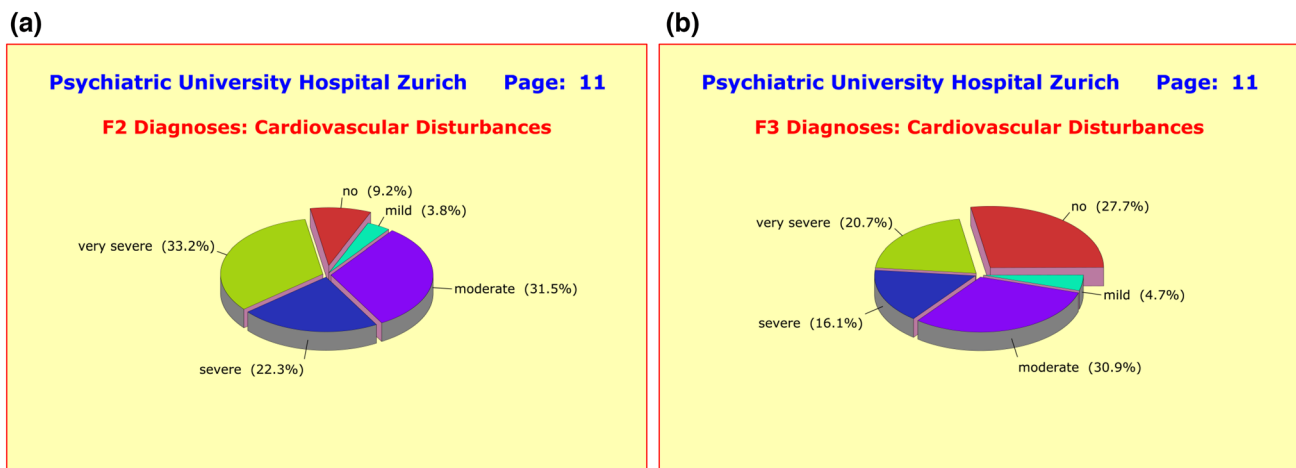 (a)
Psychiatric University Hospital Zurich Page: 11
F2 Diagnoses: Cardiovascular Disturbances
no (9.2%)
mild (3.8%)
very severe (33.2%)
moderate (31.5%)
severe (22.3%)
(b)
Psychiatric University Hospital Zurich Page: 11
F3 Diagnoses: Cardiovascular Disturbances
no (27.7%)
very severe (20.7%)
mild (4.7%)
severe (16.1%)
moderate (30.9%)